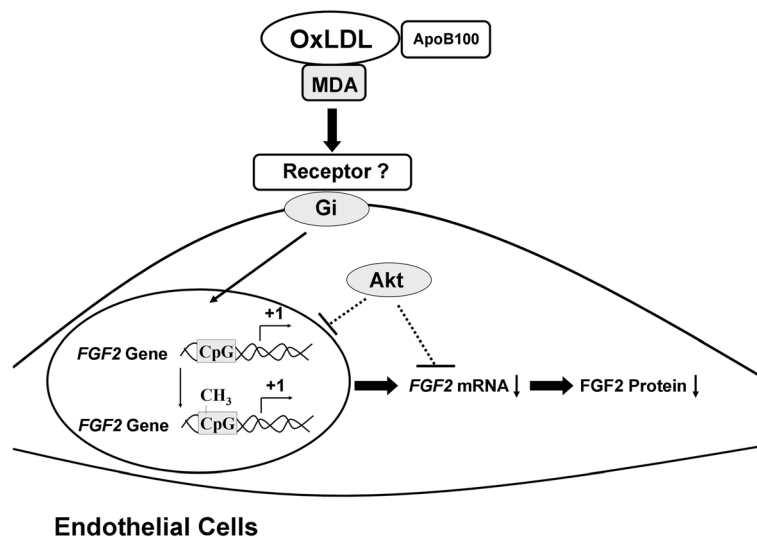 OxLDL
ApoB100
MDA
Receptor ?
Gi
Akt
+1
FGF2 Gene
CpG
CH3
+1
FGF2 Gene
CpG
FGF2 mRNA ↓
FGF2 Protein ↓
Endothelial Cells